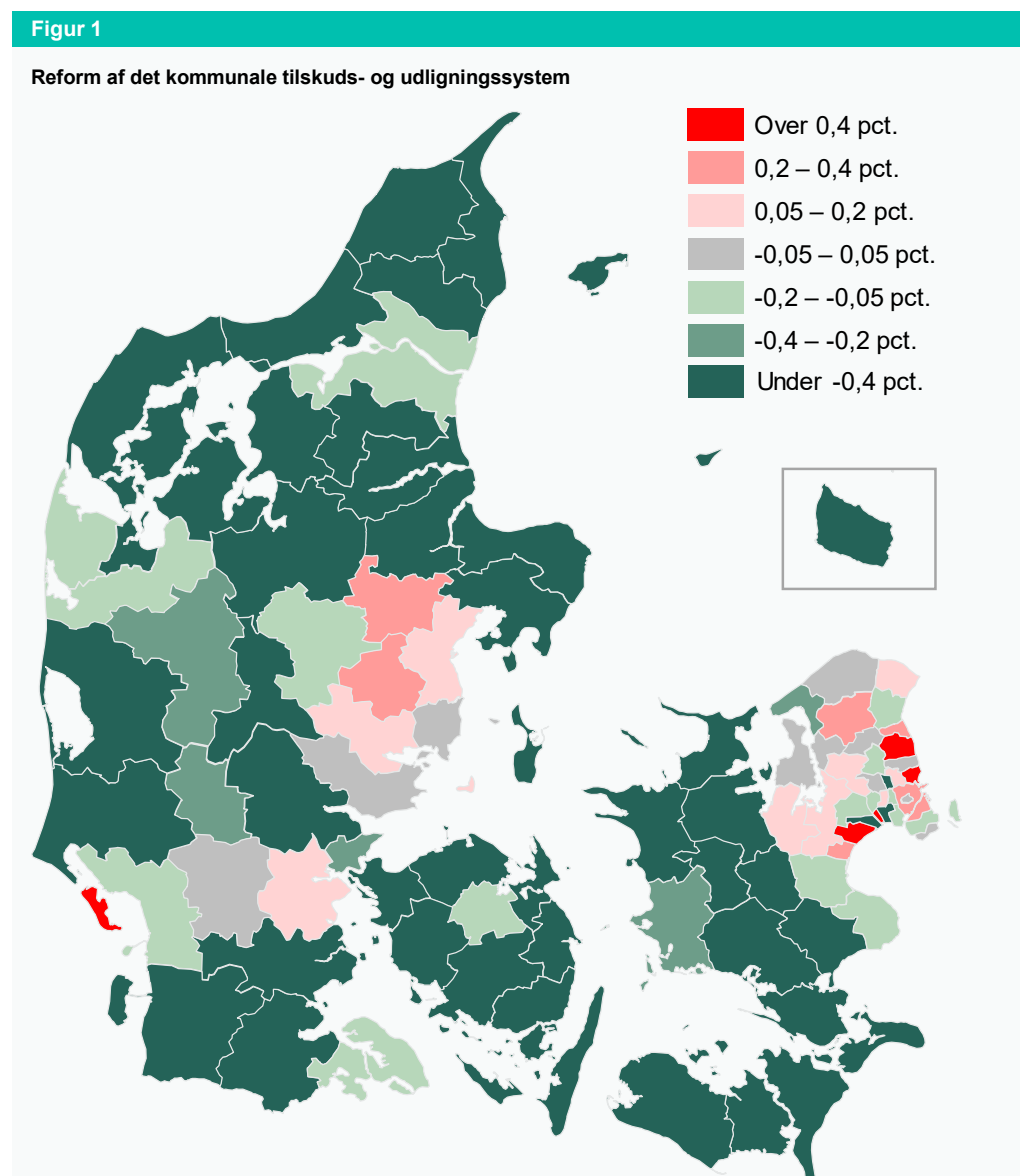 Figur 1
Reform af det kommunale tilskuds- og udligningssystem
Over 0,4 pct.
0,2 – 0,4 pct.
0,05 – 0,2 pct.
-0,05 – 0,05 pct.
-0,2 – -0,05 pct.
-0,4 – -0,2 pct.
Under -0,4 pct.